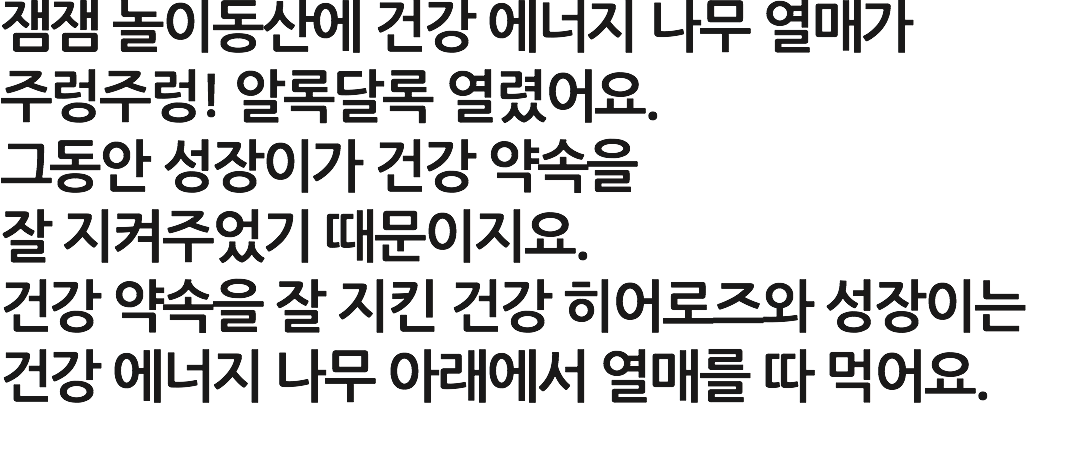 잼잼 놀이동산에 건강 에너지 나무 열매가
주렁주렁! 알록달록 열렸어요.
그동안 성장이가 건강 약속을
잘 지켜주었기 때문이지요.
건강 약속을 잘 지킨 건강 히어로즈와 성장이는
건강 에너지 나무 아래에서 열매를 따 먹어요.